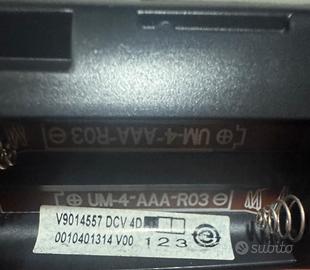 ⊕ UM-4-AAA-R03 ⊖
⊕ UM-4-AAA-R03 ⊖
V9014557 DCV 4D
0010401314 V00 1 2 3
subito